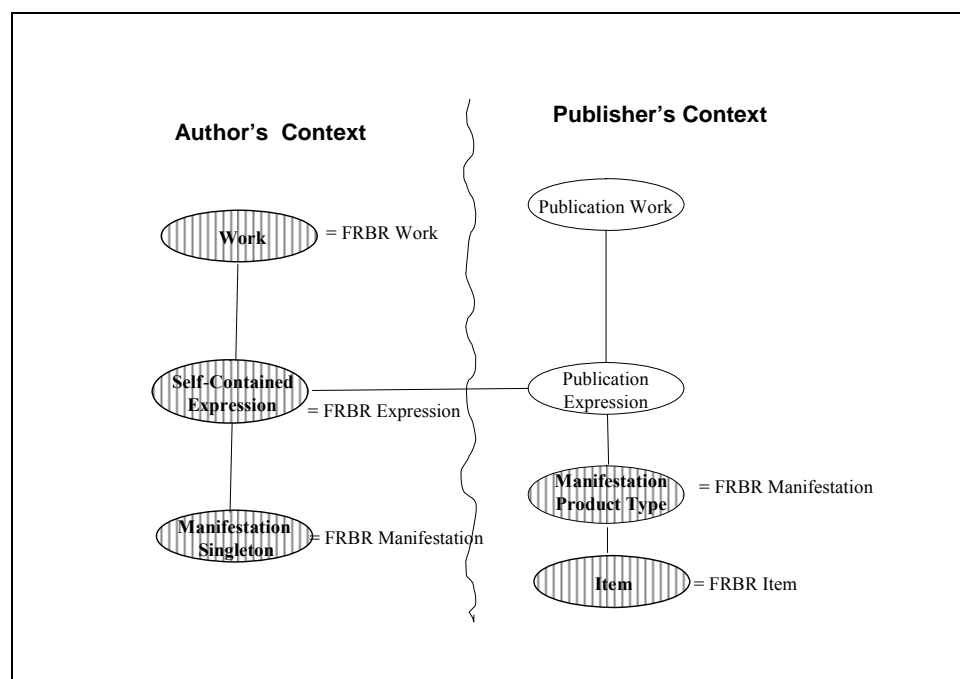 Author's Context
Work
= FRBR Work
Self-Contained
Expression
= FRBR Expression
Manifestation
Singleton
= FRBR Manifestation
Publisher's Context
Publication Work
Publication
Expression
Manifestation
Product Type
= FRBR Manifestation
Item
= FRBR Item